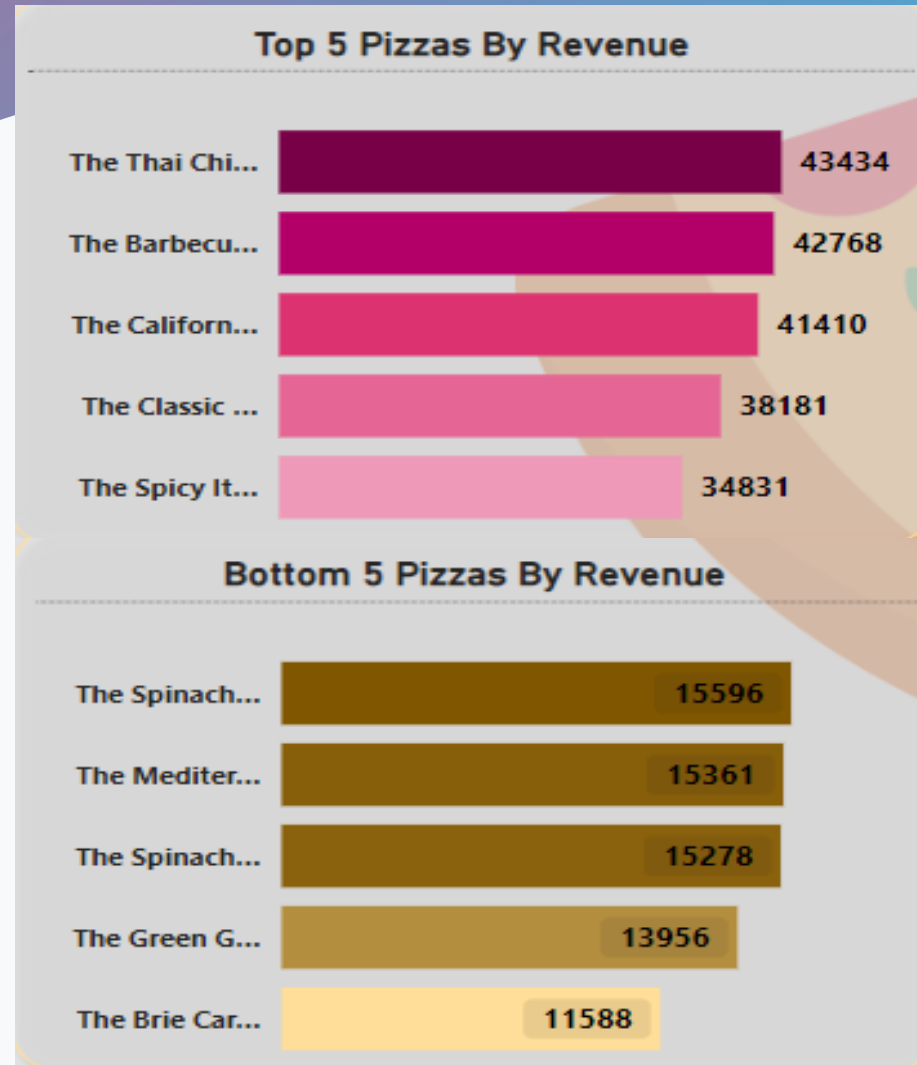 Top 5 Pizzas By Revenue
The Thai Chi... 43434
The Barbecu... 42768
The Californ... 41410
The Classic ... 38181
The Spicy It... 34831
Bottom 5 Pizzas By Revenue
The Spinach... 15596
The Mediter... 15361
The Spinach... 15278
The Green G... 13956
The Brie Car... 11588